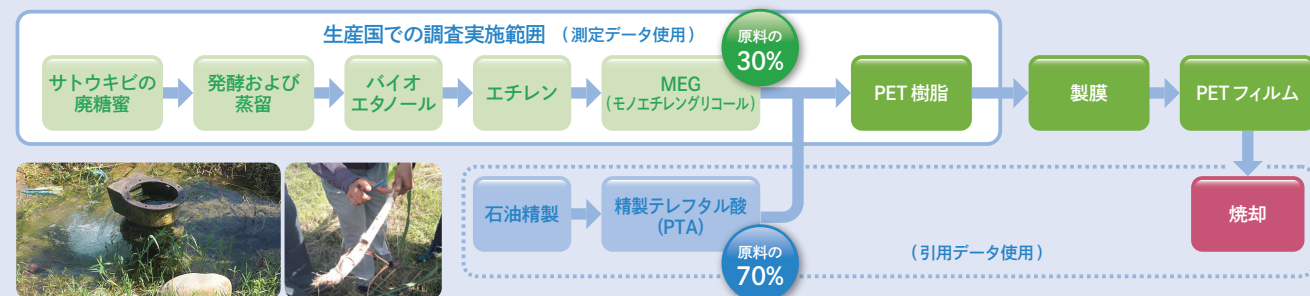 生産国での調査実施範囲 (測定データ使用)
サトウキビの
廃糖蜜
発酵および
蒸留
バイオ
エタノール
エチレン
MEG
(モノエチレングリコール)
原料の
30%
PET 樹脂
製膜
PET フィルム
石油精製
精製テレフタル酸
(PTA)
原料の
70%
(引用データ使用)
焼却